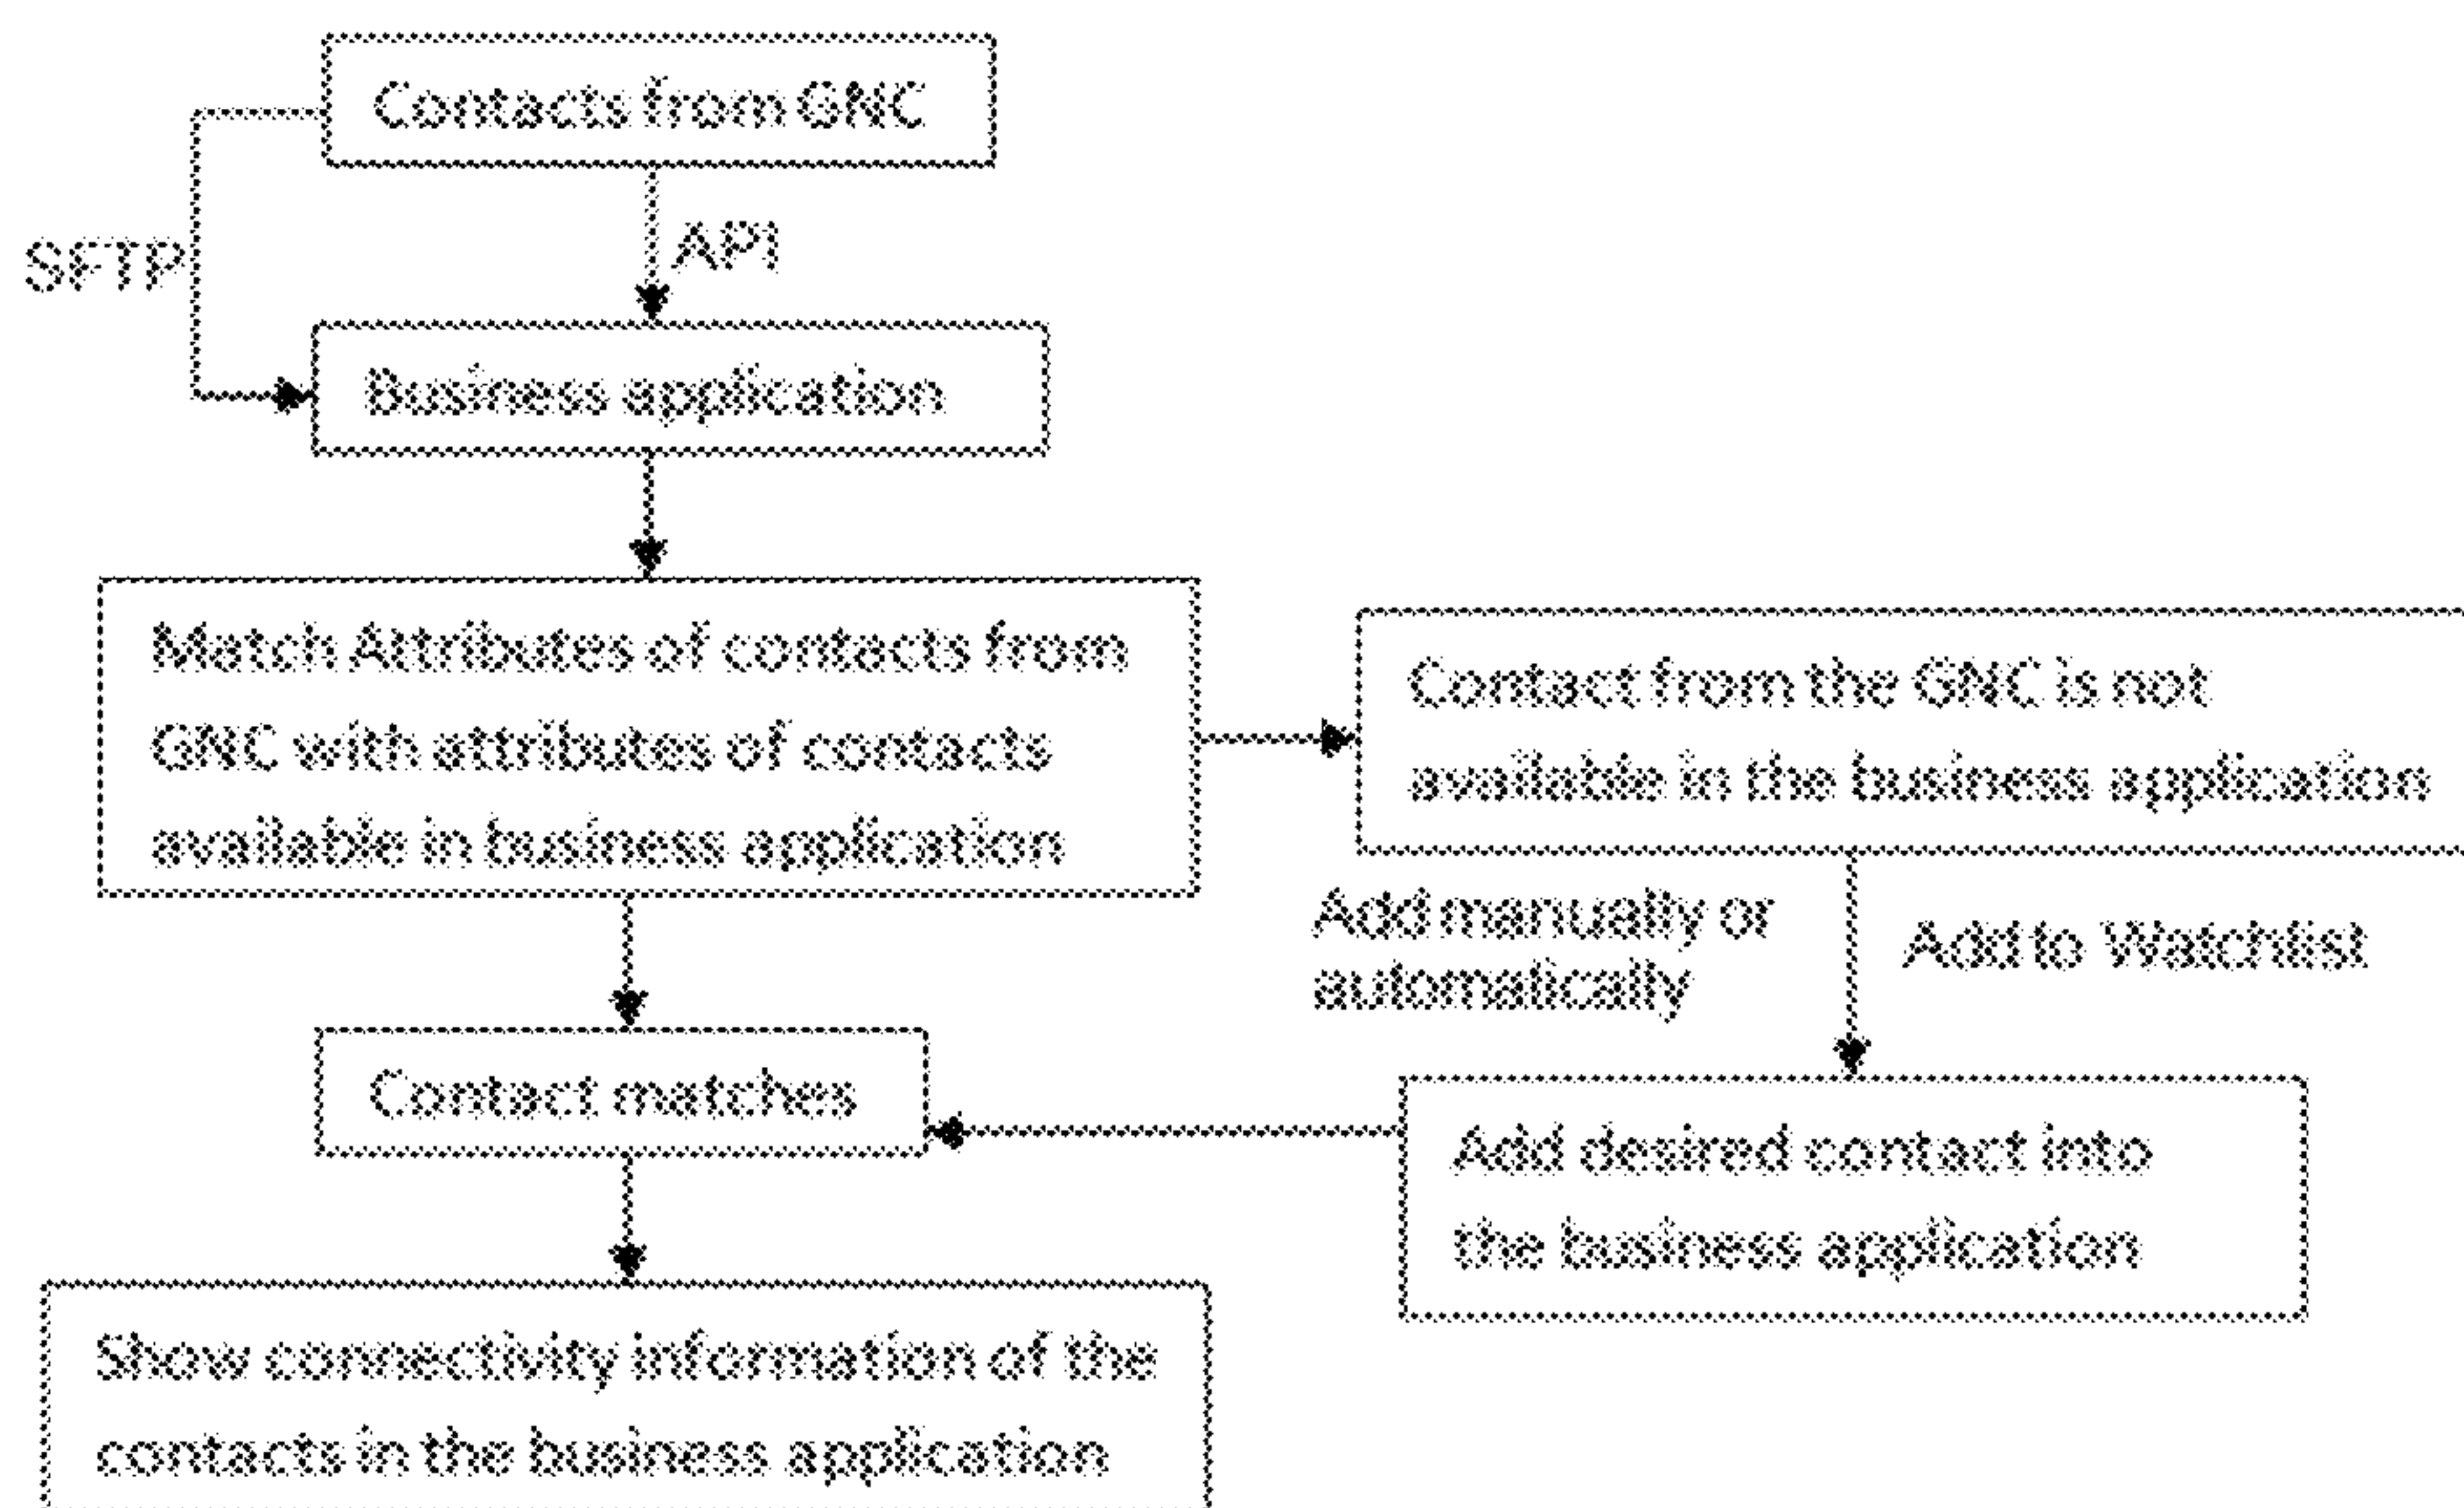 Contacts from GNC
SFTP
API
Business application
Match Attributes of contacts from
GNC with attributes of contacts
available in business application
Contact from the GNC is not
available in the business application
Add manually or
automatically
Add to Watchlist
Contact matches
Add desired contact into
the business application
Show connectivity information of the
contacts in the business application